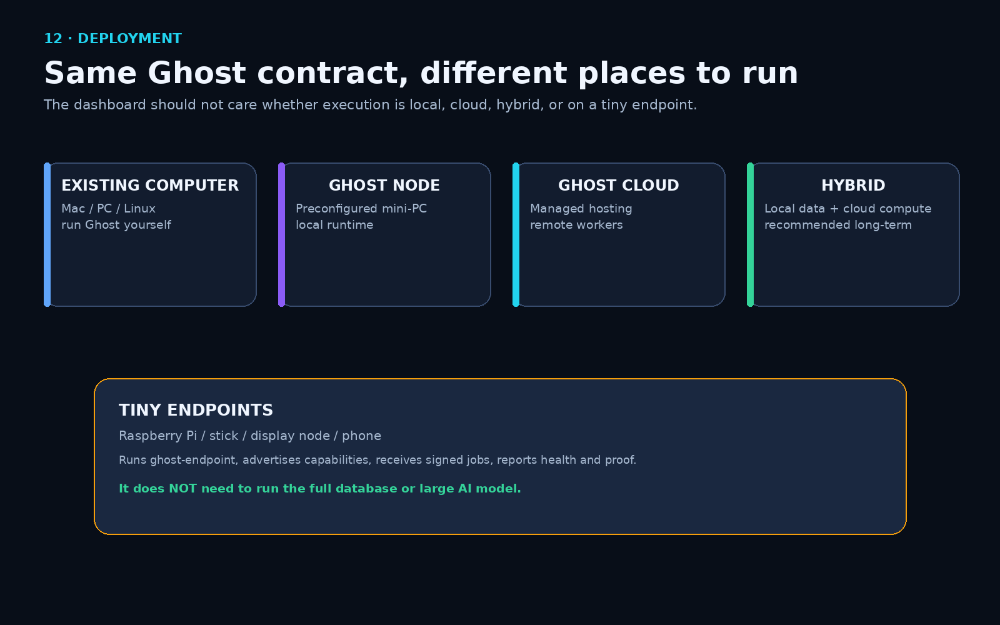 12 · DEPLOYMENT
Same Ghost contract, different places to run
The dashboard should not care whether execution is local, cloud, hybrid, or on a tiny endpoint.
EXISTING COMPUTER
Mac / PC / Linux
run Ghost yourself
GHOST NODE
Preconfigured mini-PC
local runtime
GHOST CLOUD
Managed hosting
remote workers
HYBRID
Local data + cloud compute
recommended long-term
TINY ENDPOINTS
Raspberry Pi / stick / display node / phone
Runs ghost-endpoint, advertises capabilities, receives signed jobs, reports health and proof.
It does NOT need to run the full database or large AI model.